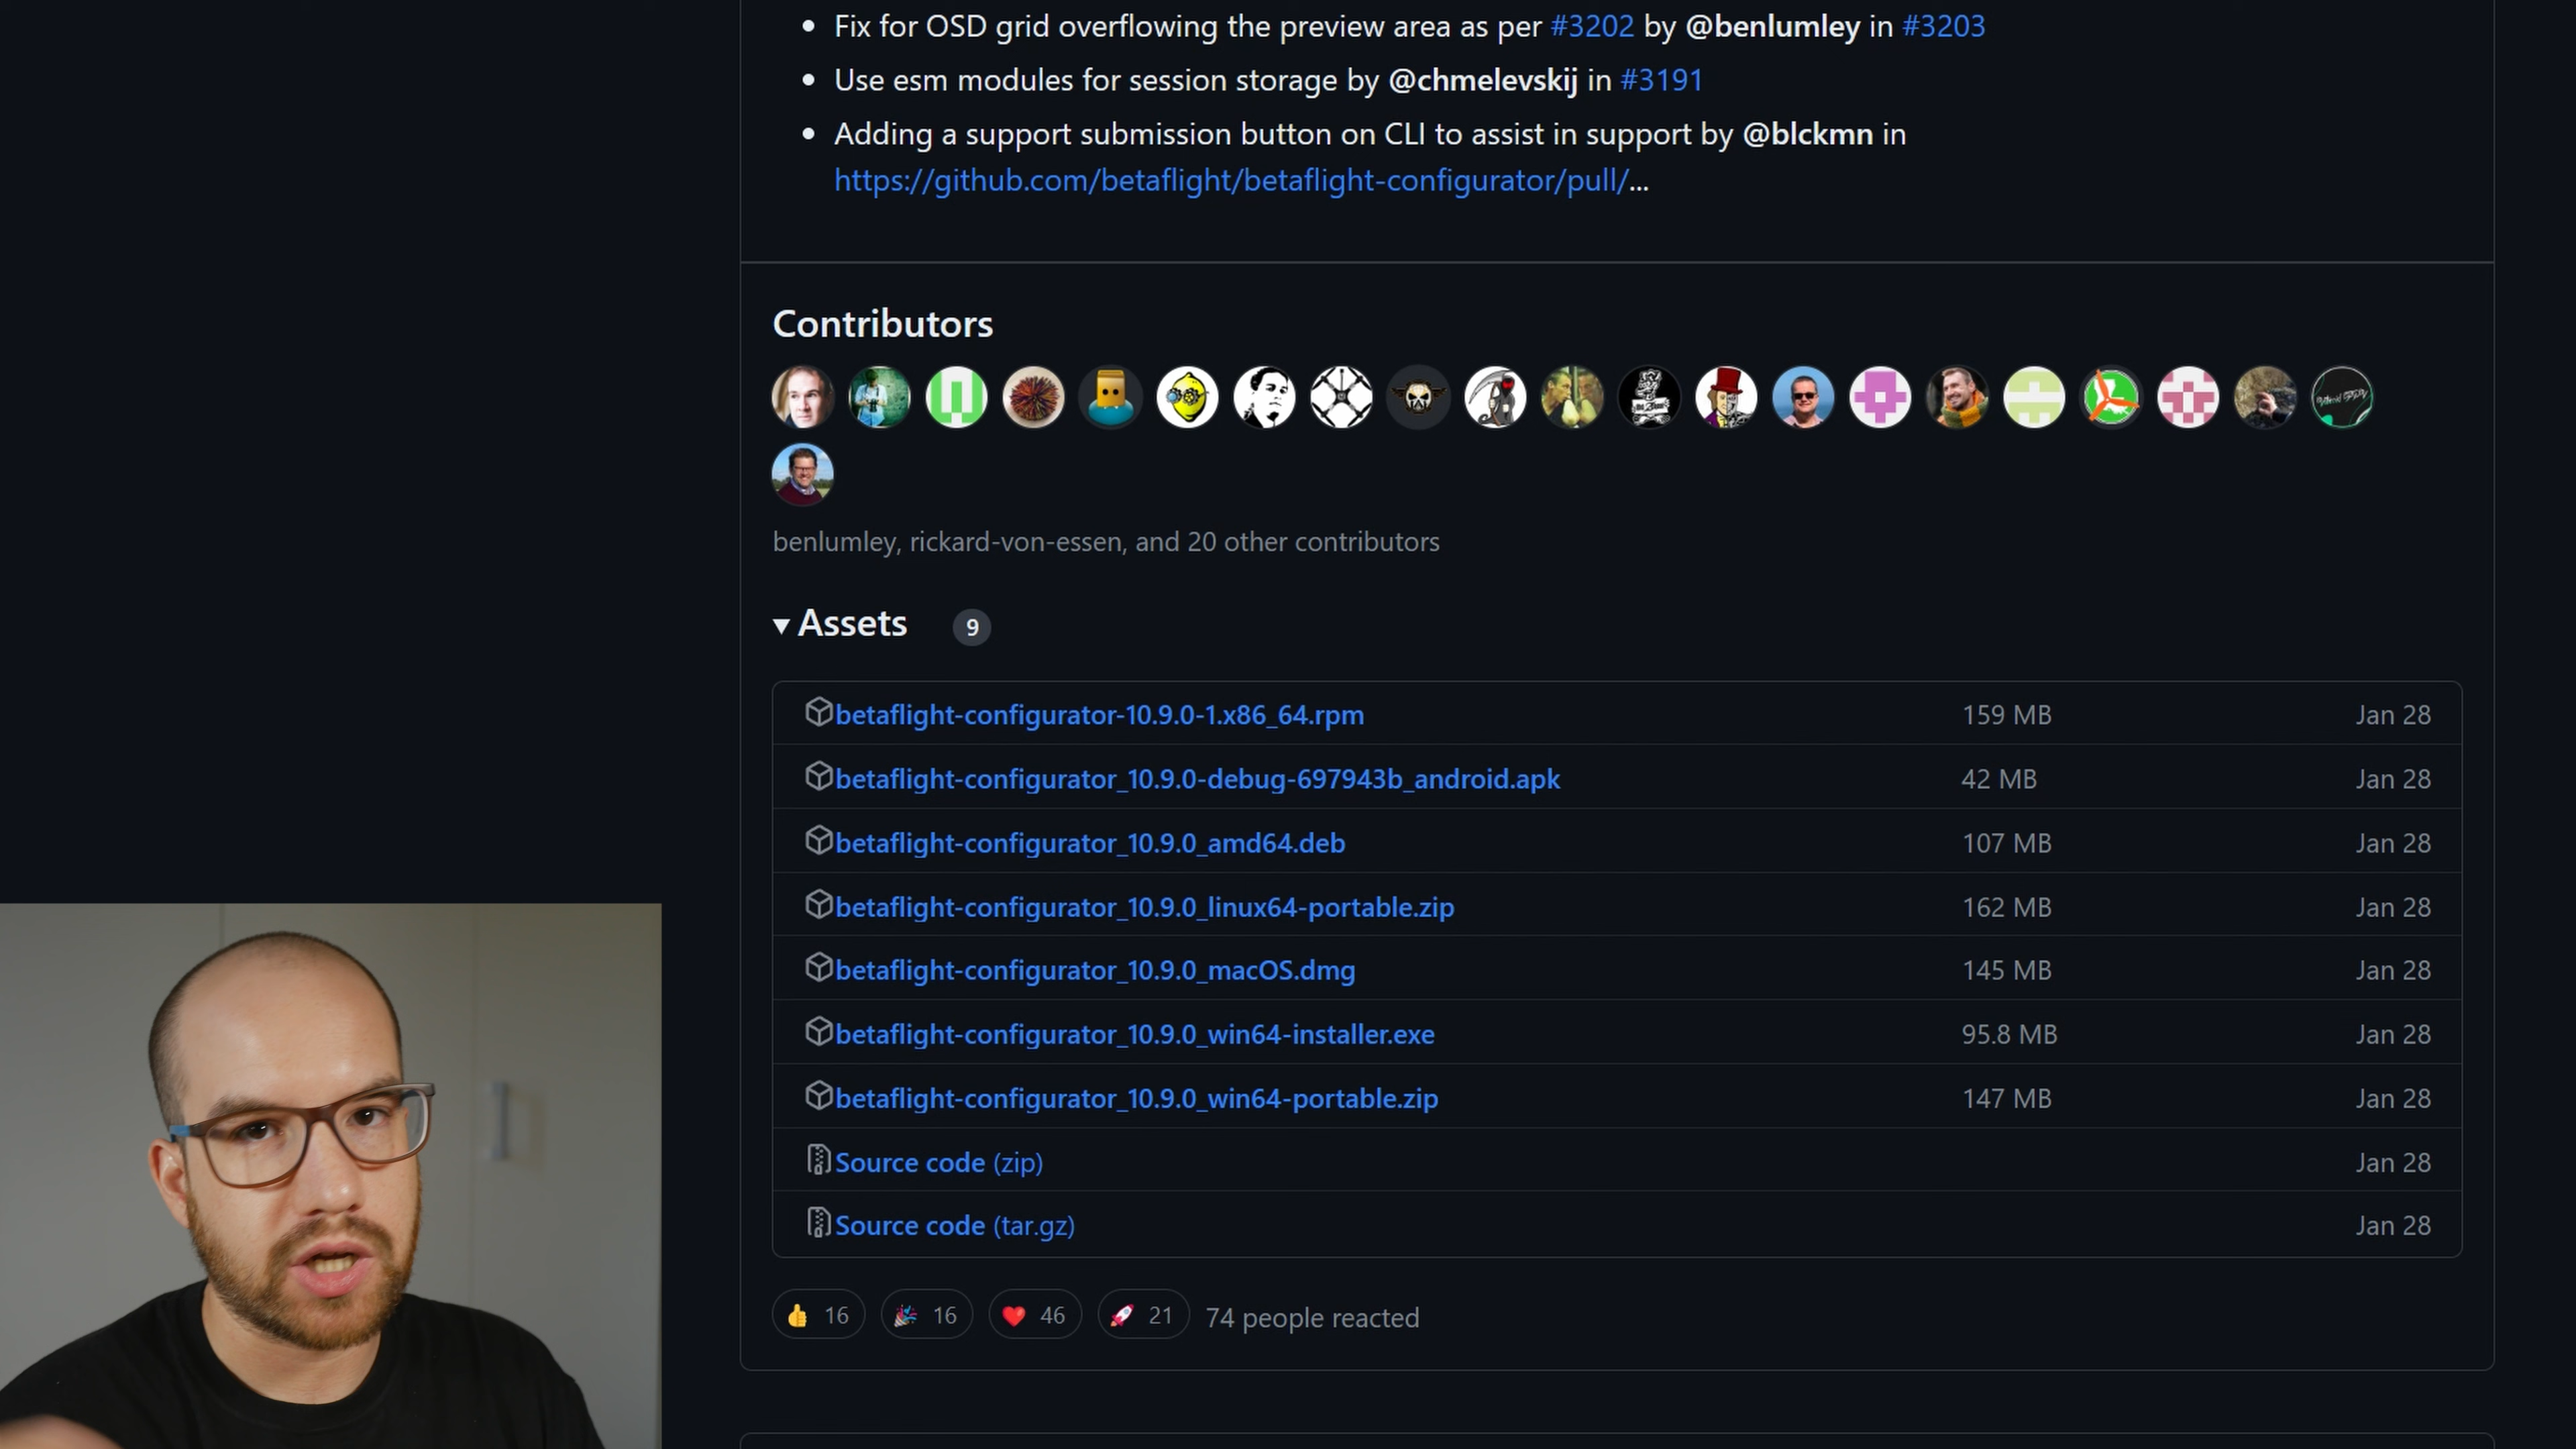 Fix for OSD grid overflowing the preview area as per #3202 by @benlumley in #3203
Use esm modules for session storage by @chmelevskij in #3191
Adding a support submission button on CLI to assist in support by @blckmn in
https://github.com/betaflight/betaflight-configurator/pull/...
Contributors
benlumley, rickard-von-essen, and 20 other contributors
Assets 9
betaflight-configurator-10.9.0-1.x86_64.rpm 159 MB Jan 28
betaflight-configurator_10.9.0-debug-697943b_android.apk 42 MB Jan 28
betaflight-configurator_10.9.0_amd64.deb 107 MB Jan 28
betaflight-configurator_10.9.0_linux64-portable.zip 162 MB Jan 28
betaflight-configurator_10.9.0_macOS.dmg 145 MB Jan 28
betaflight-configurator_10.9.0_win64-installer.exe 95.8 MB Jan 28
betaflight-configurator_10.9.0_win64-portable.zip 147 MB Jan 28
Source code (zip) Jan 28
Source code (tar.gz) Jan 28
16 16 46 21 74 people reacted